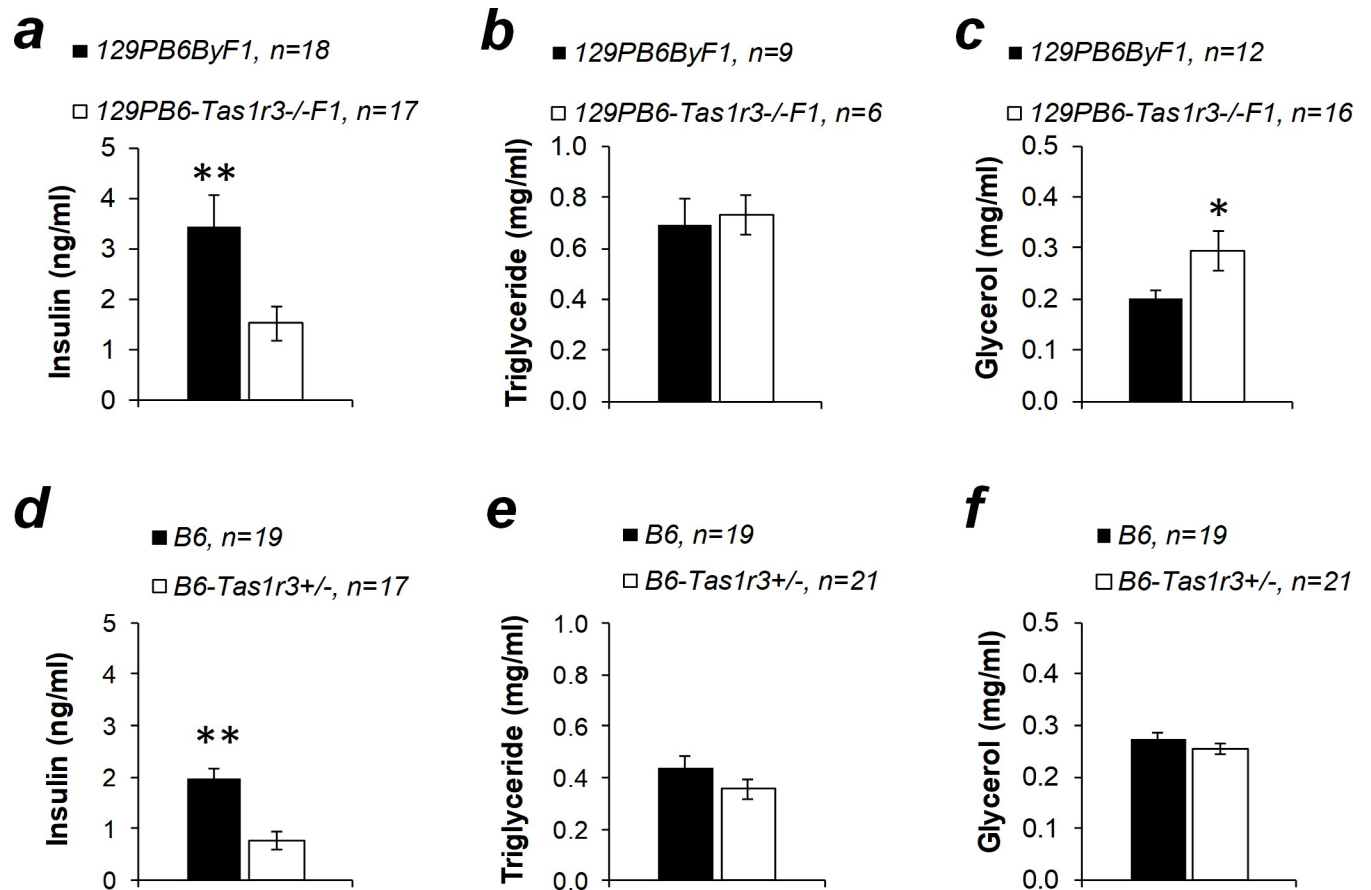 a
129PB6ByF1, n=18
129PB6-Tas1r3-/-F1, n=17
Insulin (ng/ml)
5
4
3
2
1
0
**
b
129PB6ByF1, n=9
129PB6-Tas1r3-/-F1, n=6
Triglyceride (mg/ml)
1.0
0.8
0.6
0.4
0.2
0.0
c
129PB6ByF1, n=12
129PB6-Tas1r3-/-F1, n=16
Glycerol (mg/ml)
0.5
0.4
0.3
0.2
0.1
0.0
*
d
B6, n=19
B6-Tas1r3+/-, n=17
Insulin (ng/ml)
5
4
3
2
1
0
**
e
B6, n=19
B6-Tas1r3+/-, n=21
Triglyceride (mg/ml)
1.0
0.8
0.6
0.4
0.2
0.0
f
B6, n=19
B6-Tas1r3+/-, n=21
Glycerol (mg/ml)
0.5
0.4
0.3
0.2
0.1
0.0